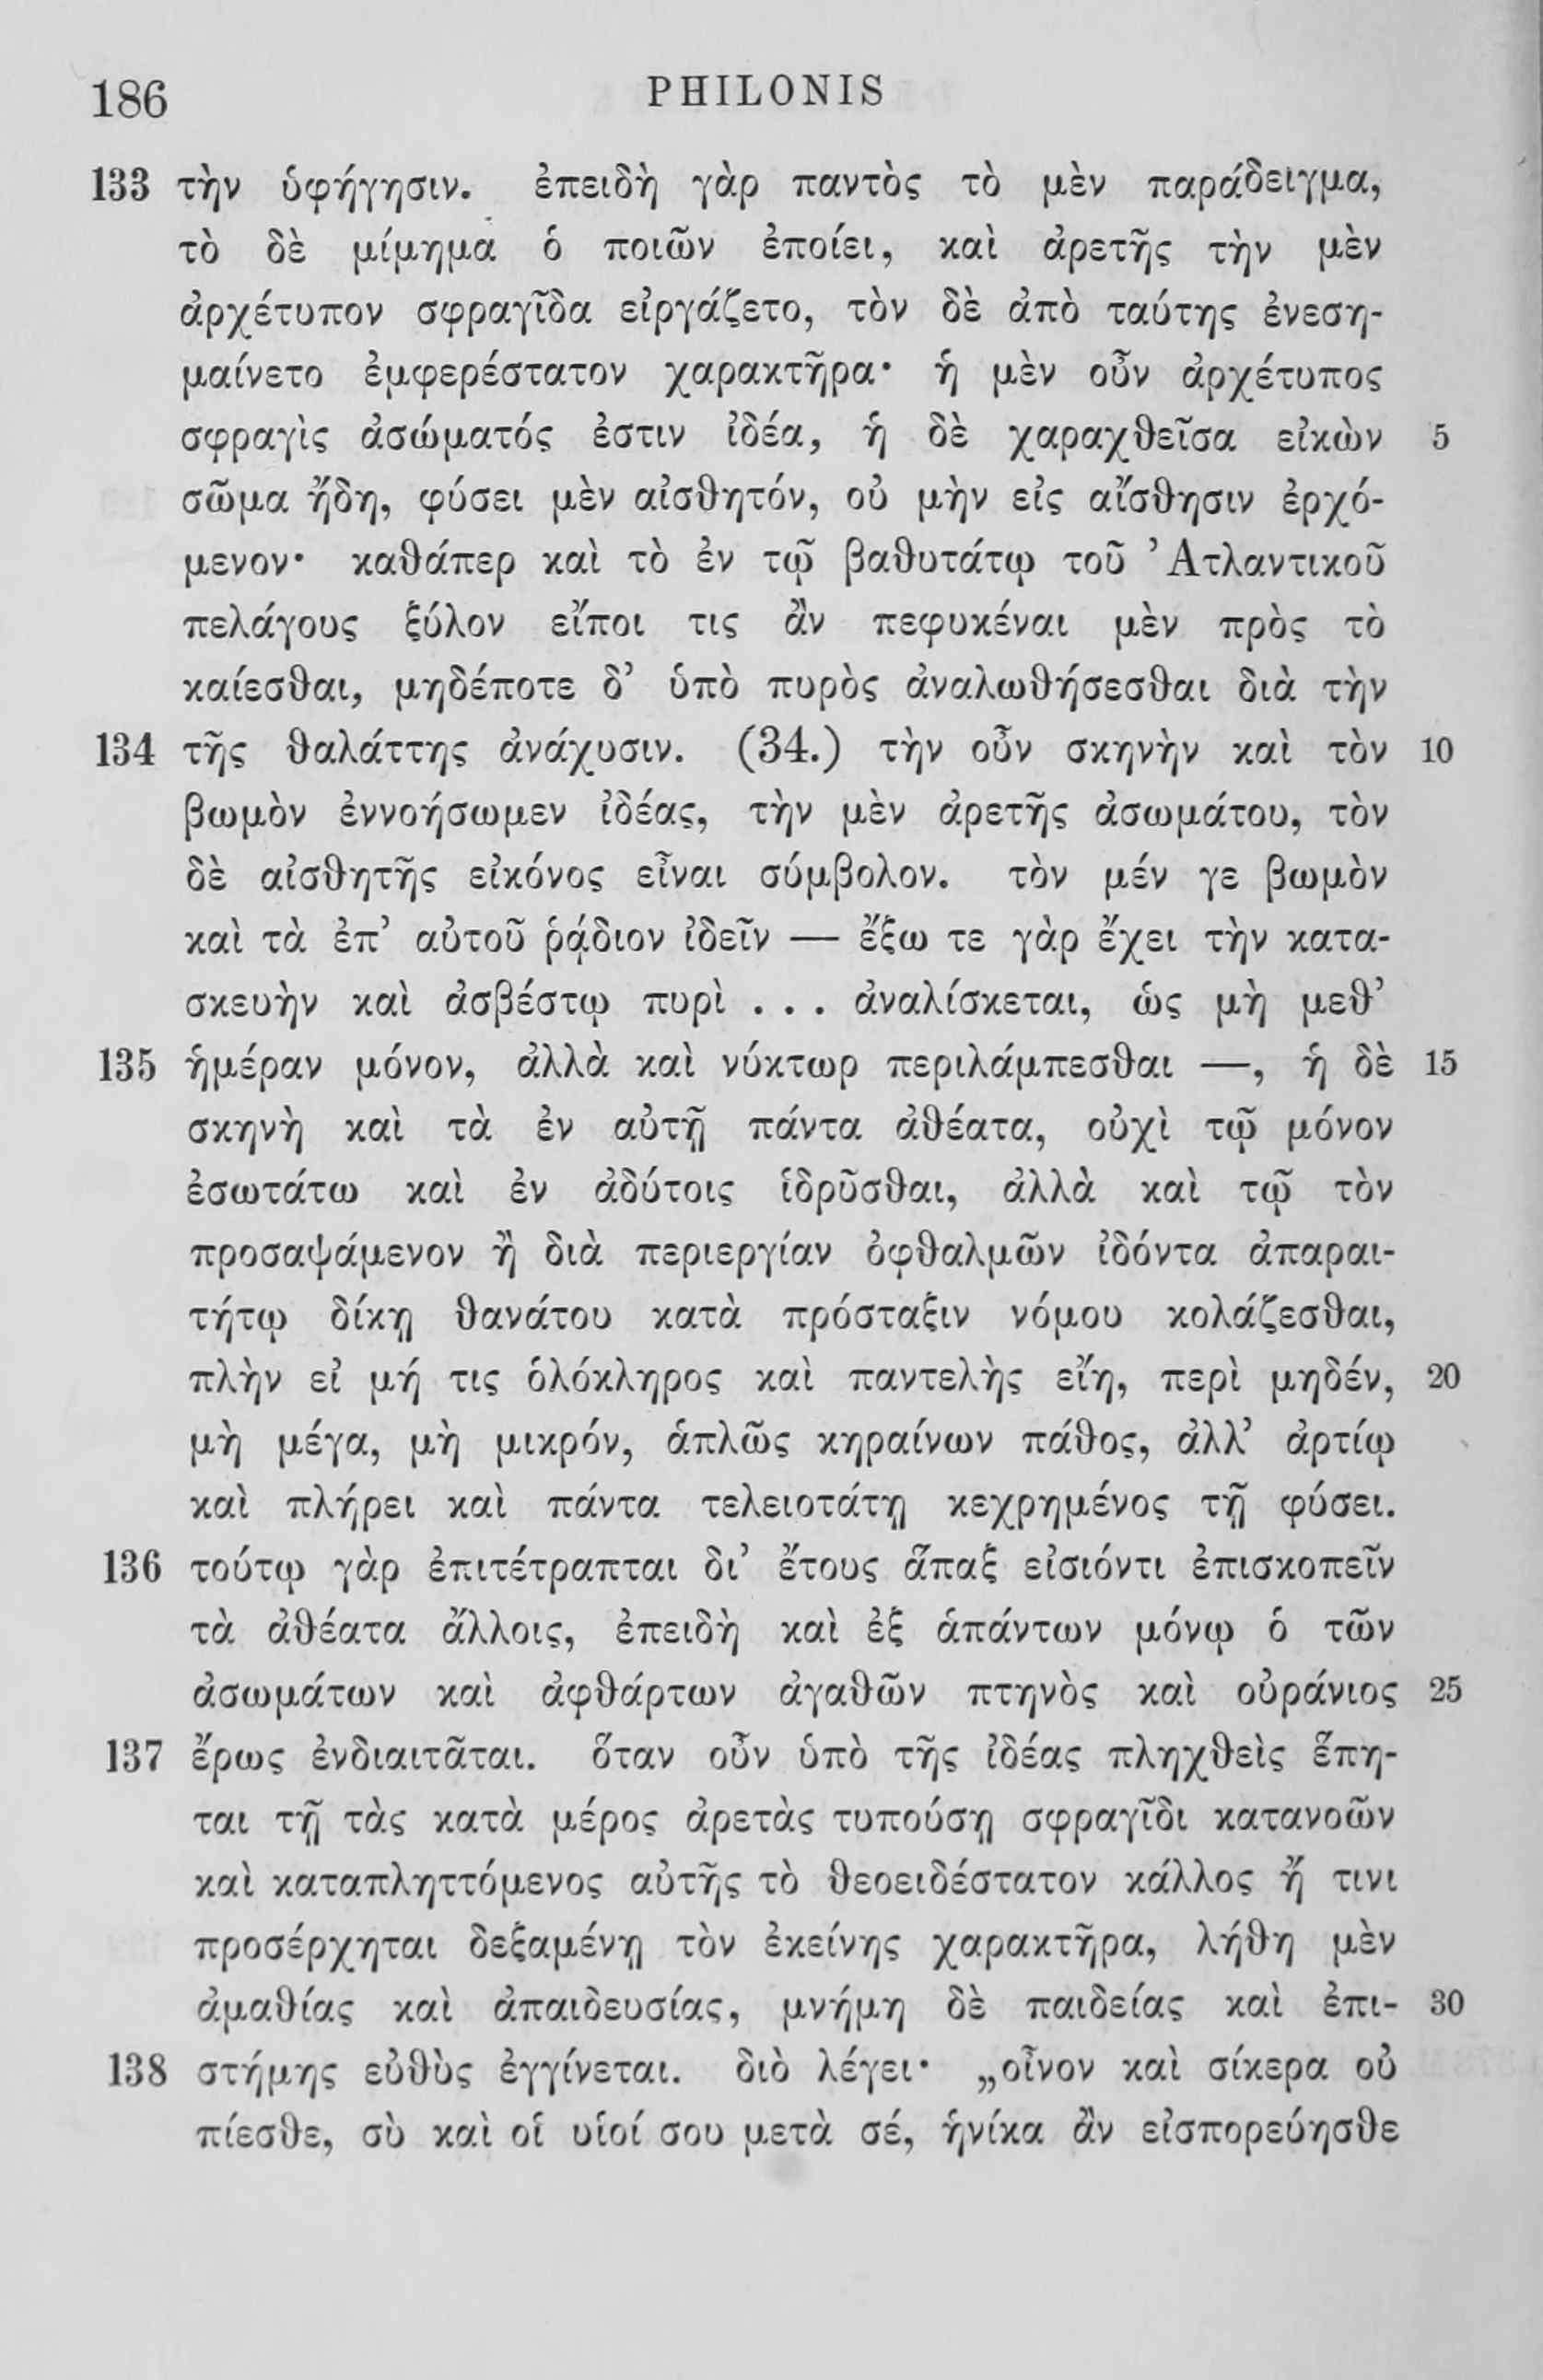 186 PHILONIS
133 τὴν ὑφήγησιν. ἐπειδὴ γὰρ παντὸς τὸ μὲν παράδειγμα,
τὸ δὲ μίμημα ὁ ποιῶν ἐποίει, καὶ ἀρετῆς τὴν μὲν
ἀρχέτυπον σφραγῖδα εἰργάζετο, τὸν δὲ ἀπὸ ταύτης ἐνεση-
μαίνετο ἐμφερέστατον χαρακτῆρα· ἡ μὲν οὖν ἀρχέτυπος
σφραγὶς ἀσώματός ἐστιν ἰδέα, ἡ δὲ χαραχθεῖσα εἰκὼν 5
σῶμα ἤδη, φύσει μὲν αἰσθητόν, οὐ μὴν εἰς αἴσθησιν ἐρχό-
μενον· καθάπερ καὶ τὸ ἐν τῷ βαθυτάτῳ τοῦ Ἀτλαντικοῦ
πελάγους ξύλον εἴποι τις ἂν πεφυκέναι μὲν πρὸς τὸ
καίεσθαι, μηδέποτε δ’ ὑπὸ πυρὸς ἀναλωθήσεσθαι διὰ τὴν
134 τῆς θαλάττης ἀνάχυσιν. (34.) τὴν οὖν σκηνὴν καὶ τὸν 10
βωμὸν ἐννοήσωμεν ἰδέας, τὴν μὲν ἀρετῆς ἀσωμάτου, τὸν
δὲ αἰσθητῆς εἰκόνος εἶναι σύμβολον. τὸν μέν γε βωμὸν
καὶ τὰ ἐπ’ αὐτοῦ ῥᾴδιον ἰδεῖν — ἔξω τε γὰρ ἔχει τὴν κατα-
σκευὴν καὶ ἀσβέστῳ πυρὶ . . . ἀναλίσκεται, ὡς μὴ μεθ’
135 ἡμέραν μόνον, ἀλλὰ καὶ νύκτωρ περιλάμπεσθαι —, ἡ δὲ 15
σκηνὴ καὶ τὰ ἐν αὐτῇ πάντα ἀθέατα, οὐχὶ τῷ μόνον
ἐσωτάτω καὶ ἐν ἀδύτοις ἱδρῦσθαι, ἀλλὰ καὶ τῷ τὸν
προσαψάμενον ἢ διὰ περιεργίαν ὀφθαλμῶν ἰδόντα ἀπαραι-
τήτῳ δίκῃ θανάτου κατὰ πρόσταξιν νόμου κολάζεσθαι,
πλὴν εἰ μή τις ὁλόκληρος καὶ παντελὴς εἴη, περὶ μηδέν, 20
μὴ μέγα, μὴ μικρόν, ἁπλῶς κηραίνων πάθος, ἀλλ’ ἀρτίῳ
καὶ πλήρει καὶ πάντα τελειοτάτῃ κεχρημένος τῇ φύσει.
136 τούτῳ γὰρ ἐπιτέτραπται δι’ ἔτους ἅπαξ εἰσιόντι ἐπισκοπεῖν
τὰ ἀθέατα ἄλλοις, ἐπειδὴ καὶ ἐξ ἁπάντων μόνῳ ὁ τῶν
ἀσωμάτων καὶ ἀφθάρτων ἀγαθῶν πτηνὸς καὶ οὐράνιος 25
137 ἔρως ἐνδιαιτᾶται. ὅταν οὖν ὑπὸ τῆς ἰδέας πληχθεὶς ἕπη-
ται τῇ τὰς κατὰ μέρος ἀρετὰς τυπούσῃ σφραγῖδι κατανοῶν
καὶ καταπληττόμενος αὐτῆς τὸ θεοειδέστατον κάλλος ἤ τινι
προσέρχηται δεξαμένῃ τὸν ἐκείνης χαρακτῆρα, λήθη μὲν
ἀμαθίας καὶ ἀπαιδευσίας, μνήμη δὲ παιδείας καὶ ἐπι- 30
138 στήμης εὐθὺς ἐγγίνεται. διὸ λέγει· „οἶνον καὶ σίκερα οὐ
πίεσθε, σὺ καὶ οἱ υἱοί σου μετὰ σέ, ἡνίκα ἂν εἰσπορεύησθε